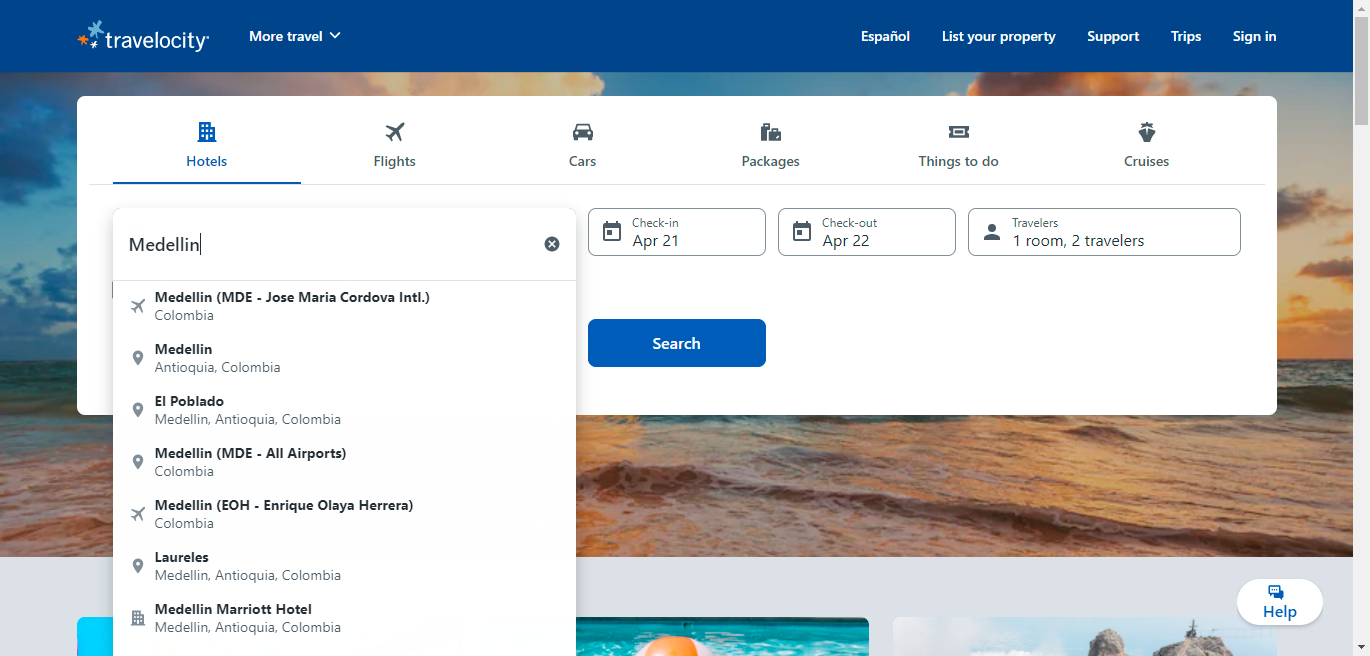 travelocity
More travel
Español
List your property
Support
Trips
Sign in
Hotels
Flights
Cars
Packages
Things to do
Cruises
Medellin
Check-in
Apr 21
Check-out
Apr 22
Travelers
1 room, 2 travelers
Medellin (MDE - Jose Maria Cordova Intl.)
Colombia
Medellin
Antioquia, Colombia
El Poblado
Medellin, Antioquia, Colombia
Medellin (MDE - All Airports)
Colombia
Medellin (EOH - Enrique Olaya Herrera)
Colombia
Laureles
Medellin, Antioquia, Colombia
Medellin Marriott Hotel
Medellin, Antioquia, Colombia
Search
Help